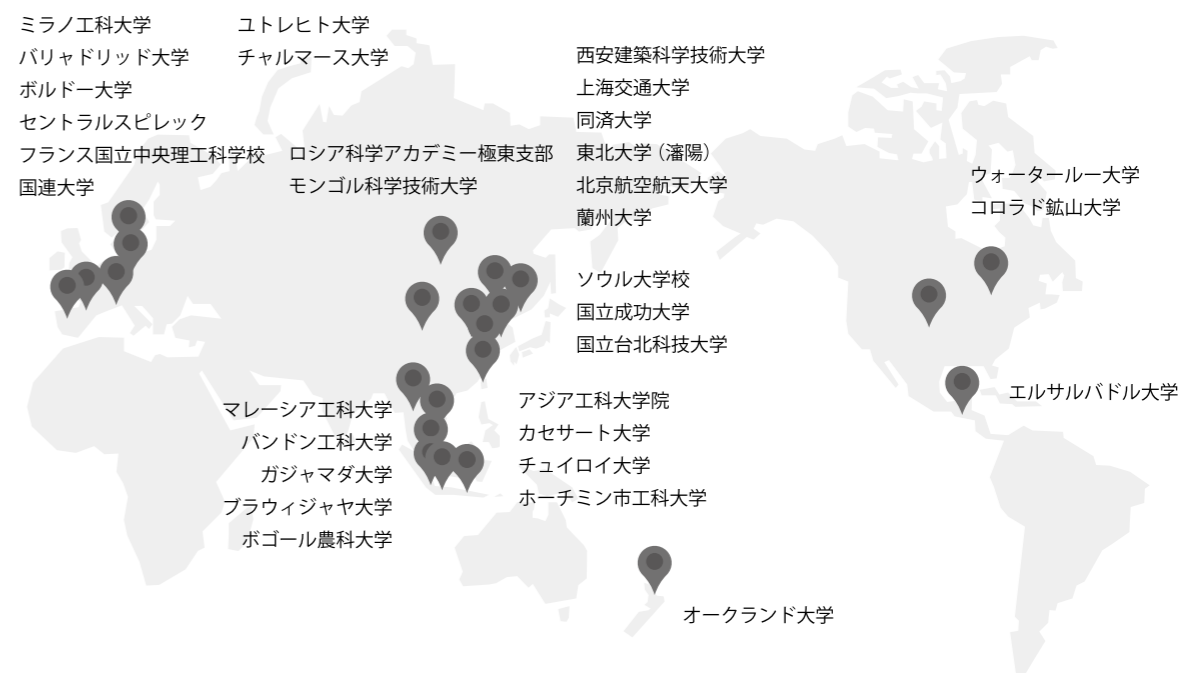 ミラノ工科大学
バリャドリッド大学
ボルドー大学
セントラルスピレック
フランス国立中央理工科学校
国連大学
ユトレヒト大学
チャルマース大学
ロシア科学アカデミー極東支部
モンゴル科学技術大学
西安建築科学技術大学
上海交通大学
同済大学
東北大学（瀋陽）
北京航空航天大学
蘭州大学
ソウル大学校
国立成功大学
国立台北科技大学
ウォータールー大学
コロラド鉱山大学
エルサルバドル大学
マレーシア工科大学
バンドン工科大学
ガジャマダ大学
ブラウィジャヤ大学
ボゴール農科大学
アジア工科大学院
カセサート大学
チュイロイ大学
ホーチミン市工科大学
オークランド大学